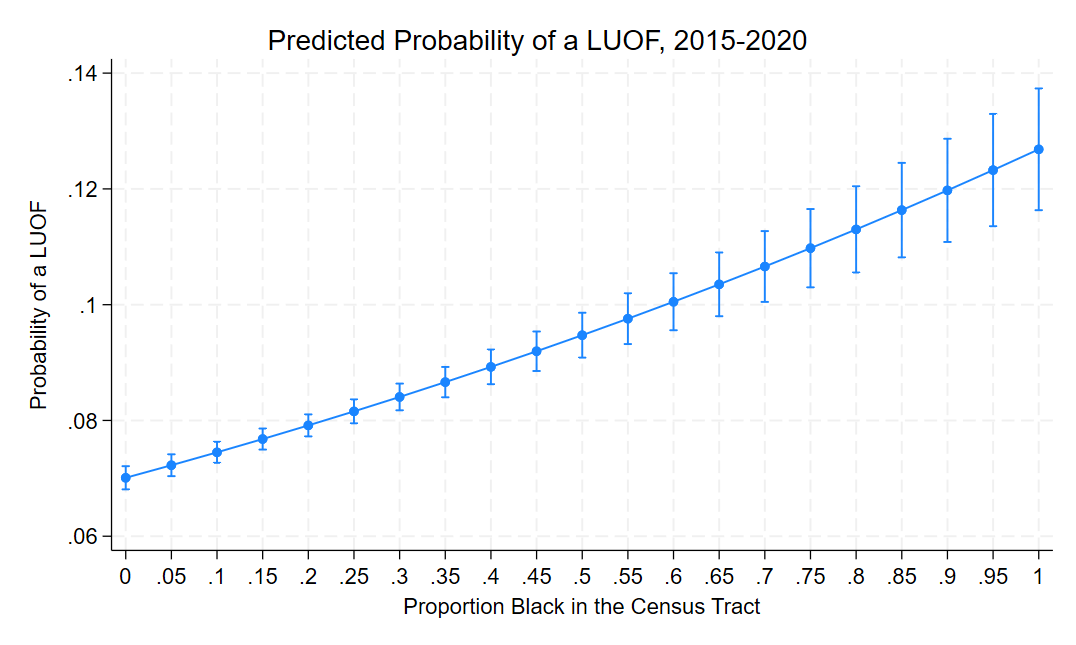 Predicted Probability of a LUOF, 2015-2020
Probability of a LUOF
.14
.12
.1
.08
.06
0 .05 .1 .15 .2 .25 .3 .35 .4 .45 .5 .55 .6 .65 .7 .75 .8 .85 .9 .95 1
Proportion Black in the Census Tract